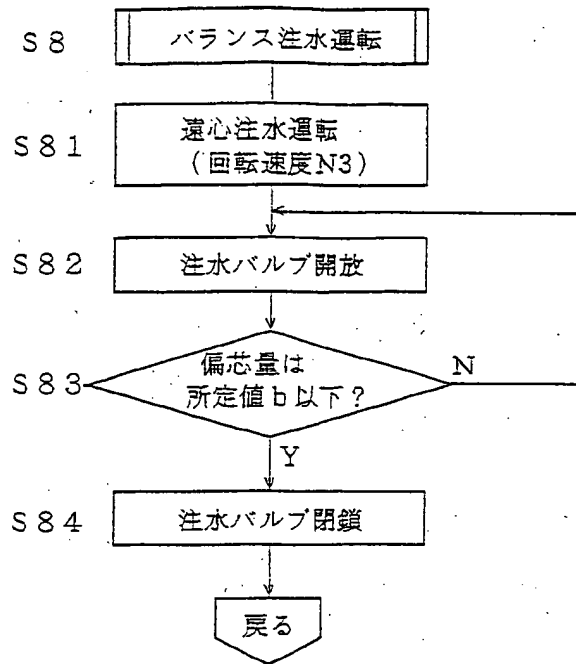 S8
バランス注水運転
S81
遠心注水運転
(回転速度N3)
S82
注水バルブ開放
S83
偏芯量は
所定値b以下?
N
Y
S84
注水バルブ閉鎖
戻る